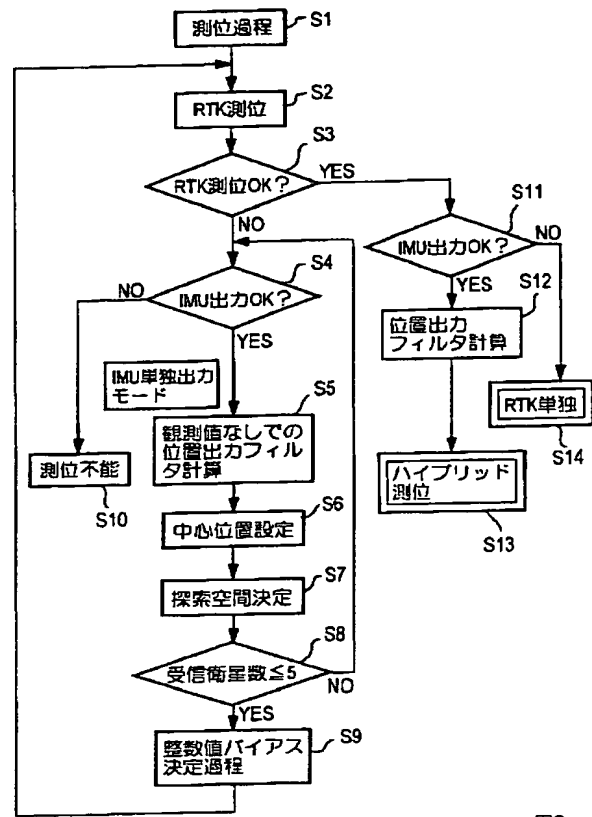 測位過程
S1
RTK測位
S2
RTK測位OK？
S3
YES
NO
IMU出力OK？
S11
NO
YES
IMU出力OK？
S4
NO
YES
位置出力
フィルタ計算
S12
IMU単独出力
モード
RTK単独
S14
観測値なしでの
位置出力フィル
タ計算
S5
測位不能
S10
ハイブリッド
測位
S13
中心位置設定
S6
探索空間決定
S7
受信衛星数≦5
S8
NO
YES
整数値バイアス
決定過程
S9